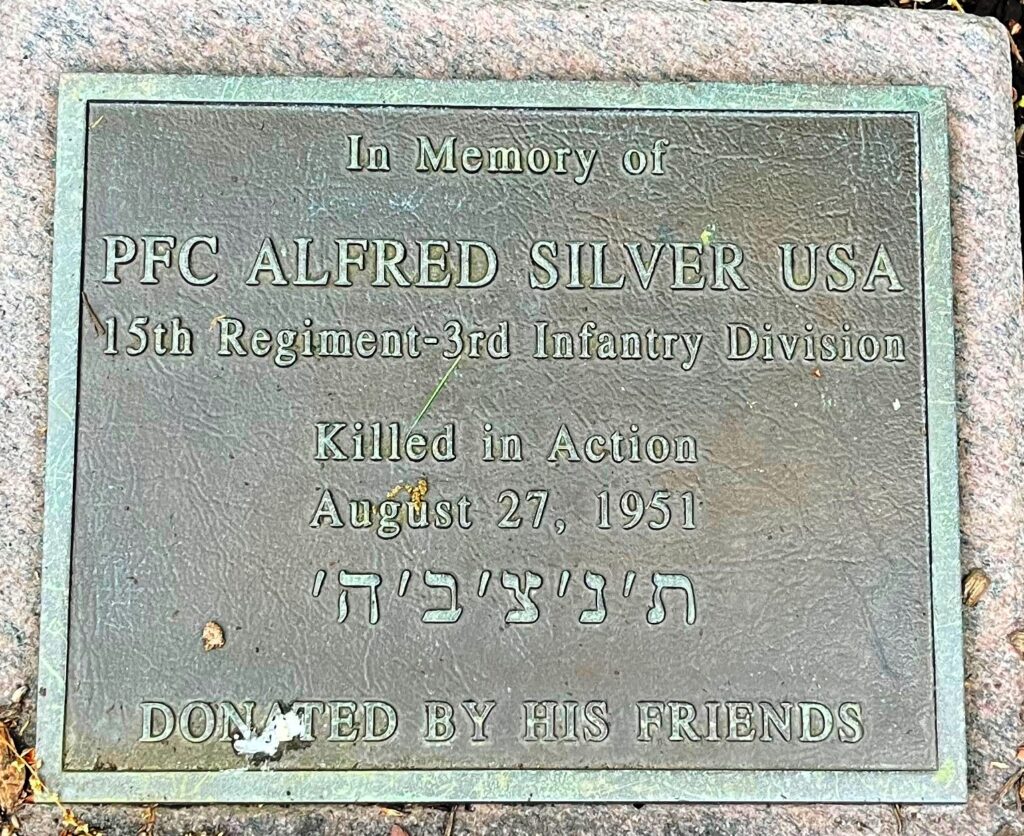 In Memory of
PFC ALFRED SILVER USA
15th Regiment-3rd Infantry Division
Killed in Action
August 27, 1951
ת'נ'צ'ב'ה'
DONATED BY HIS FRIENDS